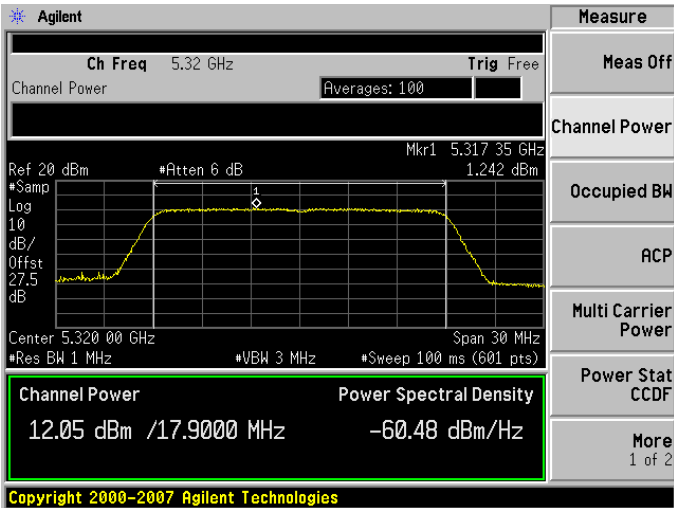 Agilent
Measure
Ch Freq 5.32 GHz Trig Free
Channel Power Averages: 100
Mkr1 5.317 35 GHz
Ref 20 dBm #Atten 6 dB 1.242 dBm
#Samp
Log
10
dB/
Offst
27.5
dB
1
Center 5.320 00 GHz Span 30 MHz
#Res BW 1 MHz #VBW 3 MHz #Sweep 100 ms (601 pts)
Channel Power Power Spectral Density
12.05 dBm /17.9000 MHz -60.48 dBm/Hz
Copyright 2000-2007 Agilent Technologies
Meas Off
Channel Power
Occupied BW
ACP
Multi Carrier
Power
Power Stat
CCDF
More
1 of 2